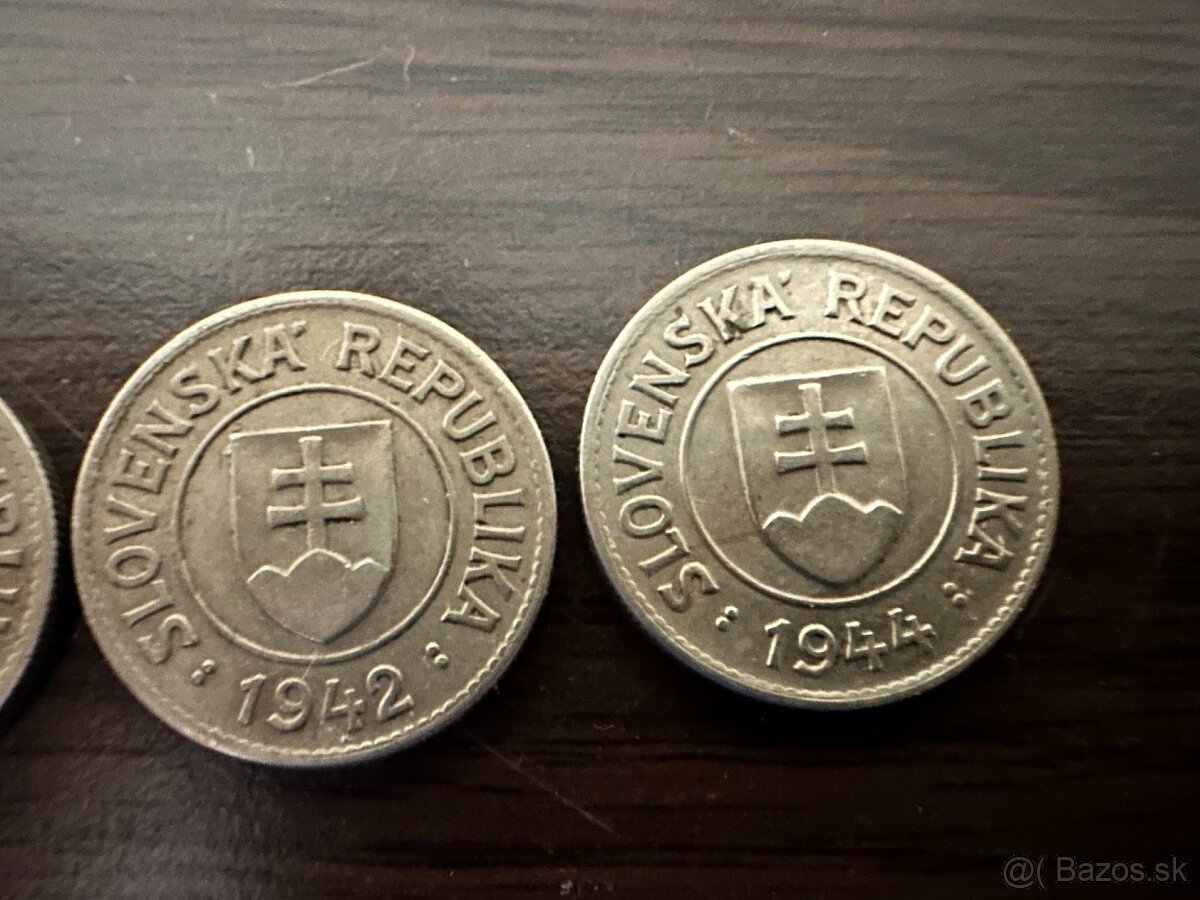 SLOVENSKÁ REPUBLIKA
1942
SLOVENSKÁ REPUBLIKA
1944
@( Bazos.sk